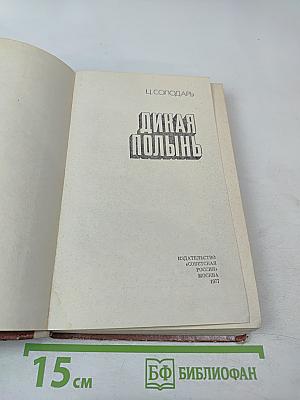 Ц. СОЛОДАРЬ
ДИКАЯ
ПОЛЫНЬ
ИЗДАТЕЛЬСТВО
«СОВЕТСКАЯ
РОССИЯ»
МОСКВА
1977
15 см
БФ БИБЛИОФАН